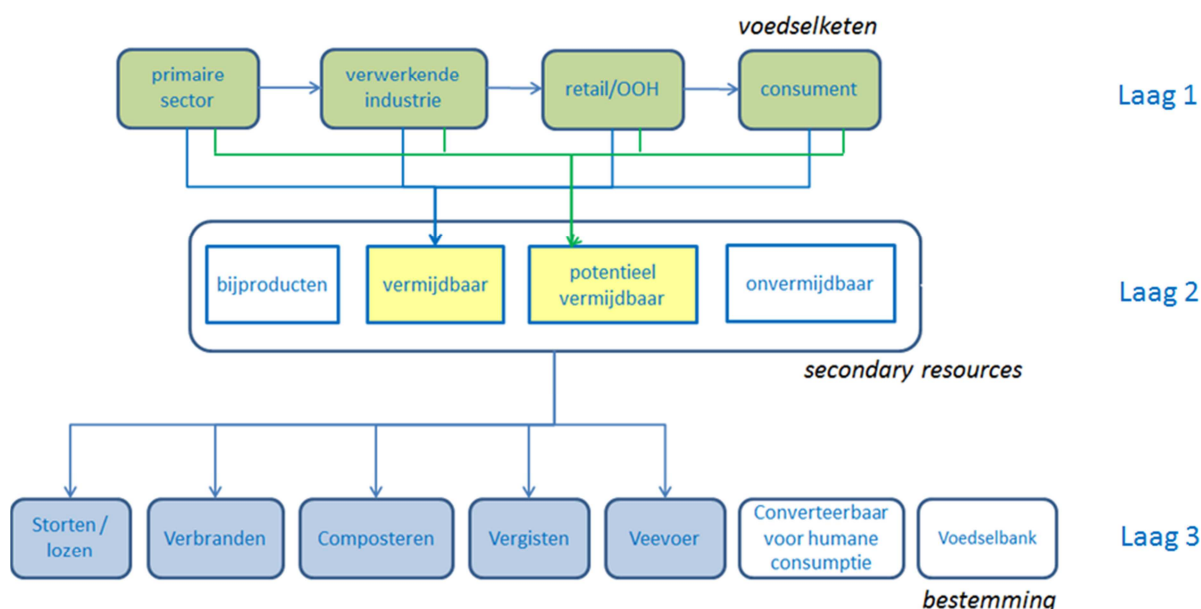 voedselketen
primaire
sector
verwerkende
industrie
retail/OOH
consument
Laag 1
bijproducten
vermijdbaar
potentieel
vermijdbaar
onvermijdbaar
Laag 2
secondary resources
Storten /
lozen
Verbranden
Composteren
Vergisten
Veevoer
Converteerbaar
voor humane
consumptie
Voedselbank
Laag 3
bestemming